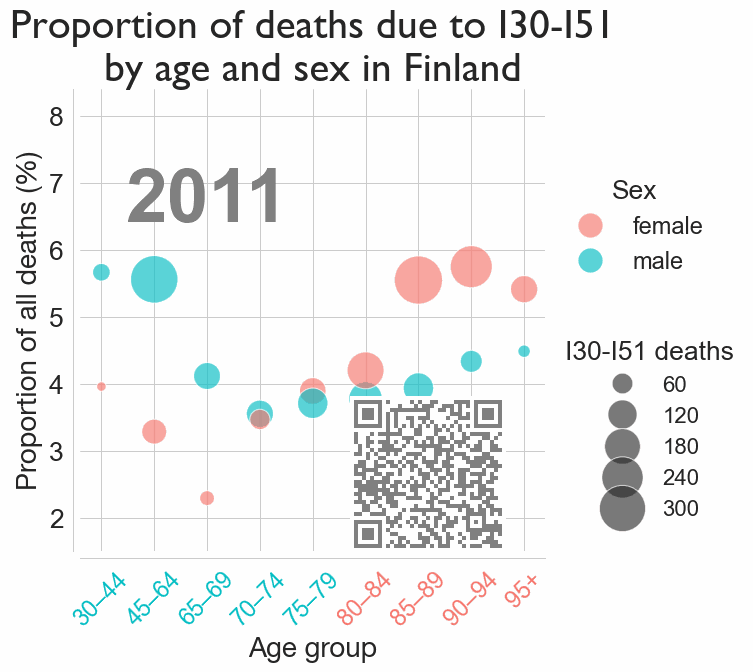 Proportion of deaths due to I30-I51
by age and sex in Finland
8
7
6
5
4
3
2
Proportion of all deaths (%)
2011
30–44
45–64
65–69
70–74
75–79
80–84
85–89
90–94
95+
Age group
Sex
female
male
I30-I51 deaths
60
120
180
240
300